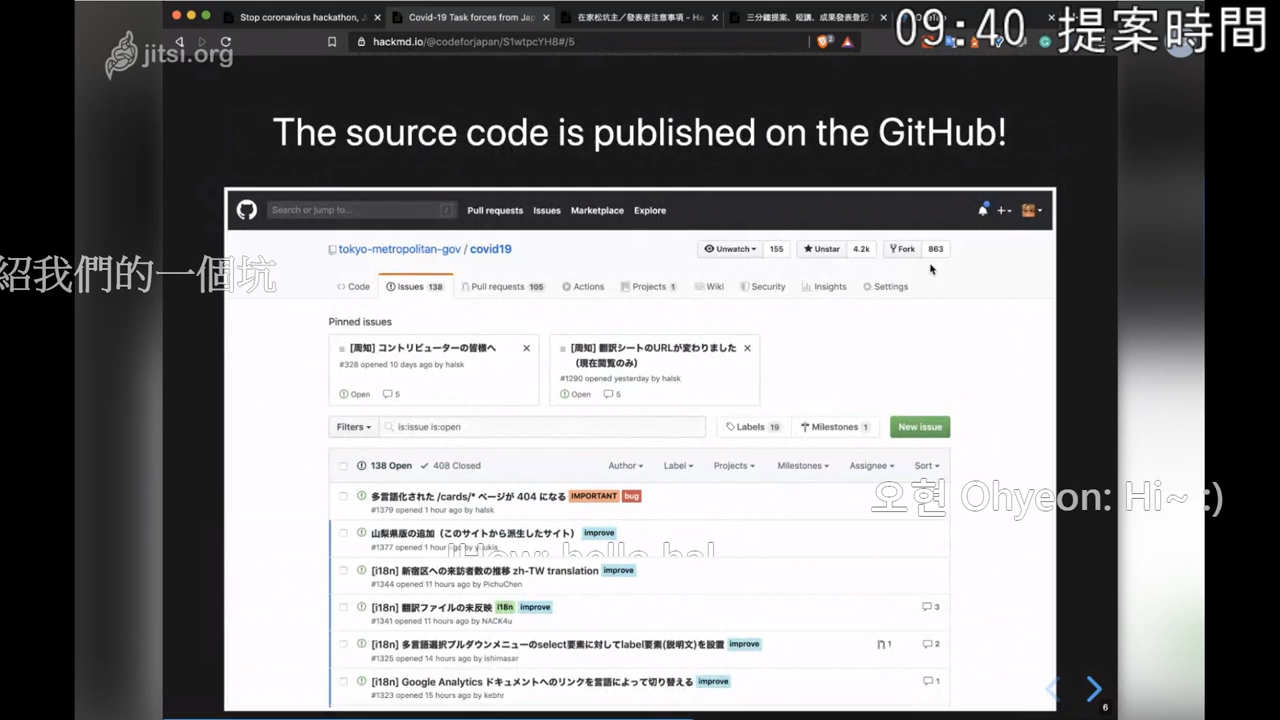 Stop coronavirus hackathon, J
Covid-19 Task forces from Jap
在家松坑主／發表者注意事項 - Ha
三分鐘提案、短講、成果發表登記
09:40 提案時間
hackmd.io/@codeforjapan/S1wtpcYH8#/5
jitsi.org
The source code is published on the GitHub!
Search or jump to... /
Pull requests Issues Marketplace Explore
tokyo-metropolitan-gov / covid19
Unwatch 155 Unstar 4.2k Fork 863
紹我們的一個坑
Code Issues 138 Pull requests 105 Actions Projects 1 Wiki Security Insights Settings
Pinned issues
[周知] コントリビューターの皆様へ
#328 opened 10 days ago by halsk
Open 5
[周知] 翻訳シートのURLが変わりました
（現在閲覧のみ）
#1290 opened yesterday by halsk
Open 5
Filters is:issue is:open Labels 19 Milestones 1 New issue
138 Open 408 Closed Author Label Projects Milestones Assignee Sort
多言語化された /cards/* ページが 404 になる IMPORTANT bug
#1379 opened 1 hour ago by halsk
오현 Ohyeon: Hi~ :)
山梨県版の追加（このサイトから派生したサイト） improve
#1377 opened 1 hour ago by
hello hal
[i18n] 新宿区への来訪者数の推移 zh-TW translation improve
#1344 opened 11 hours ago by PichuChen
[i18n] 翻訳ファイルの未反映 i18n improve 3
#1341 opened 11 hours ago by NACK4u
[i18n] 多言語選択プルダウンメニューのselect要素に対してlabel要素(説明文)を設置 improve 1 2
#1325 opened 14 hours ago by ishimasar
[i18n] Google Analytics ドキュメントへのリンクを言語によって切り替える improve 1
#1323 opened 15 hours ago by kebhr
6